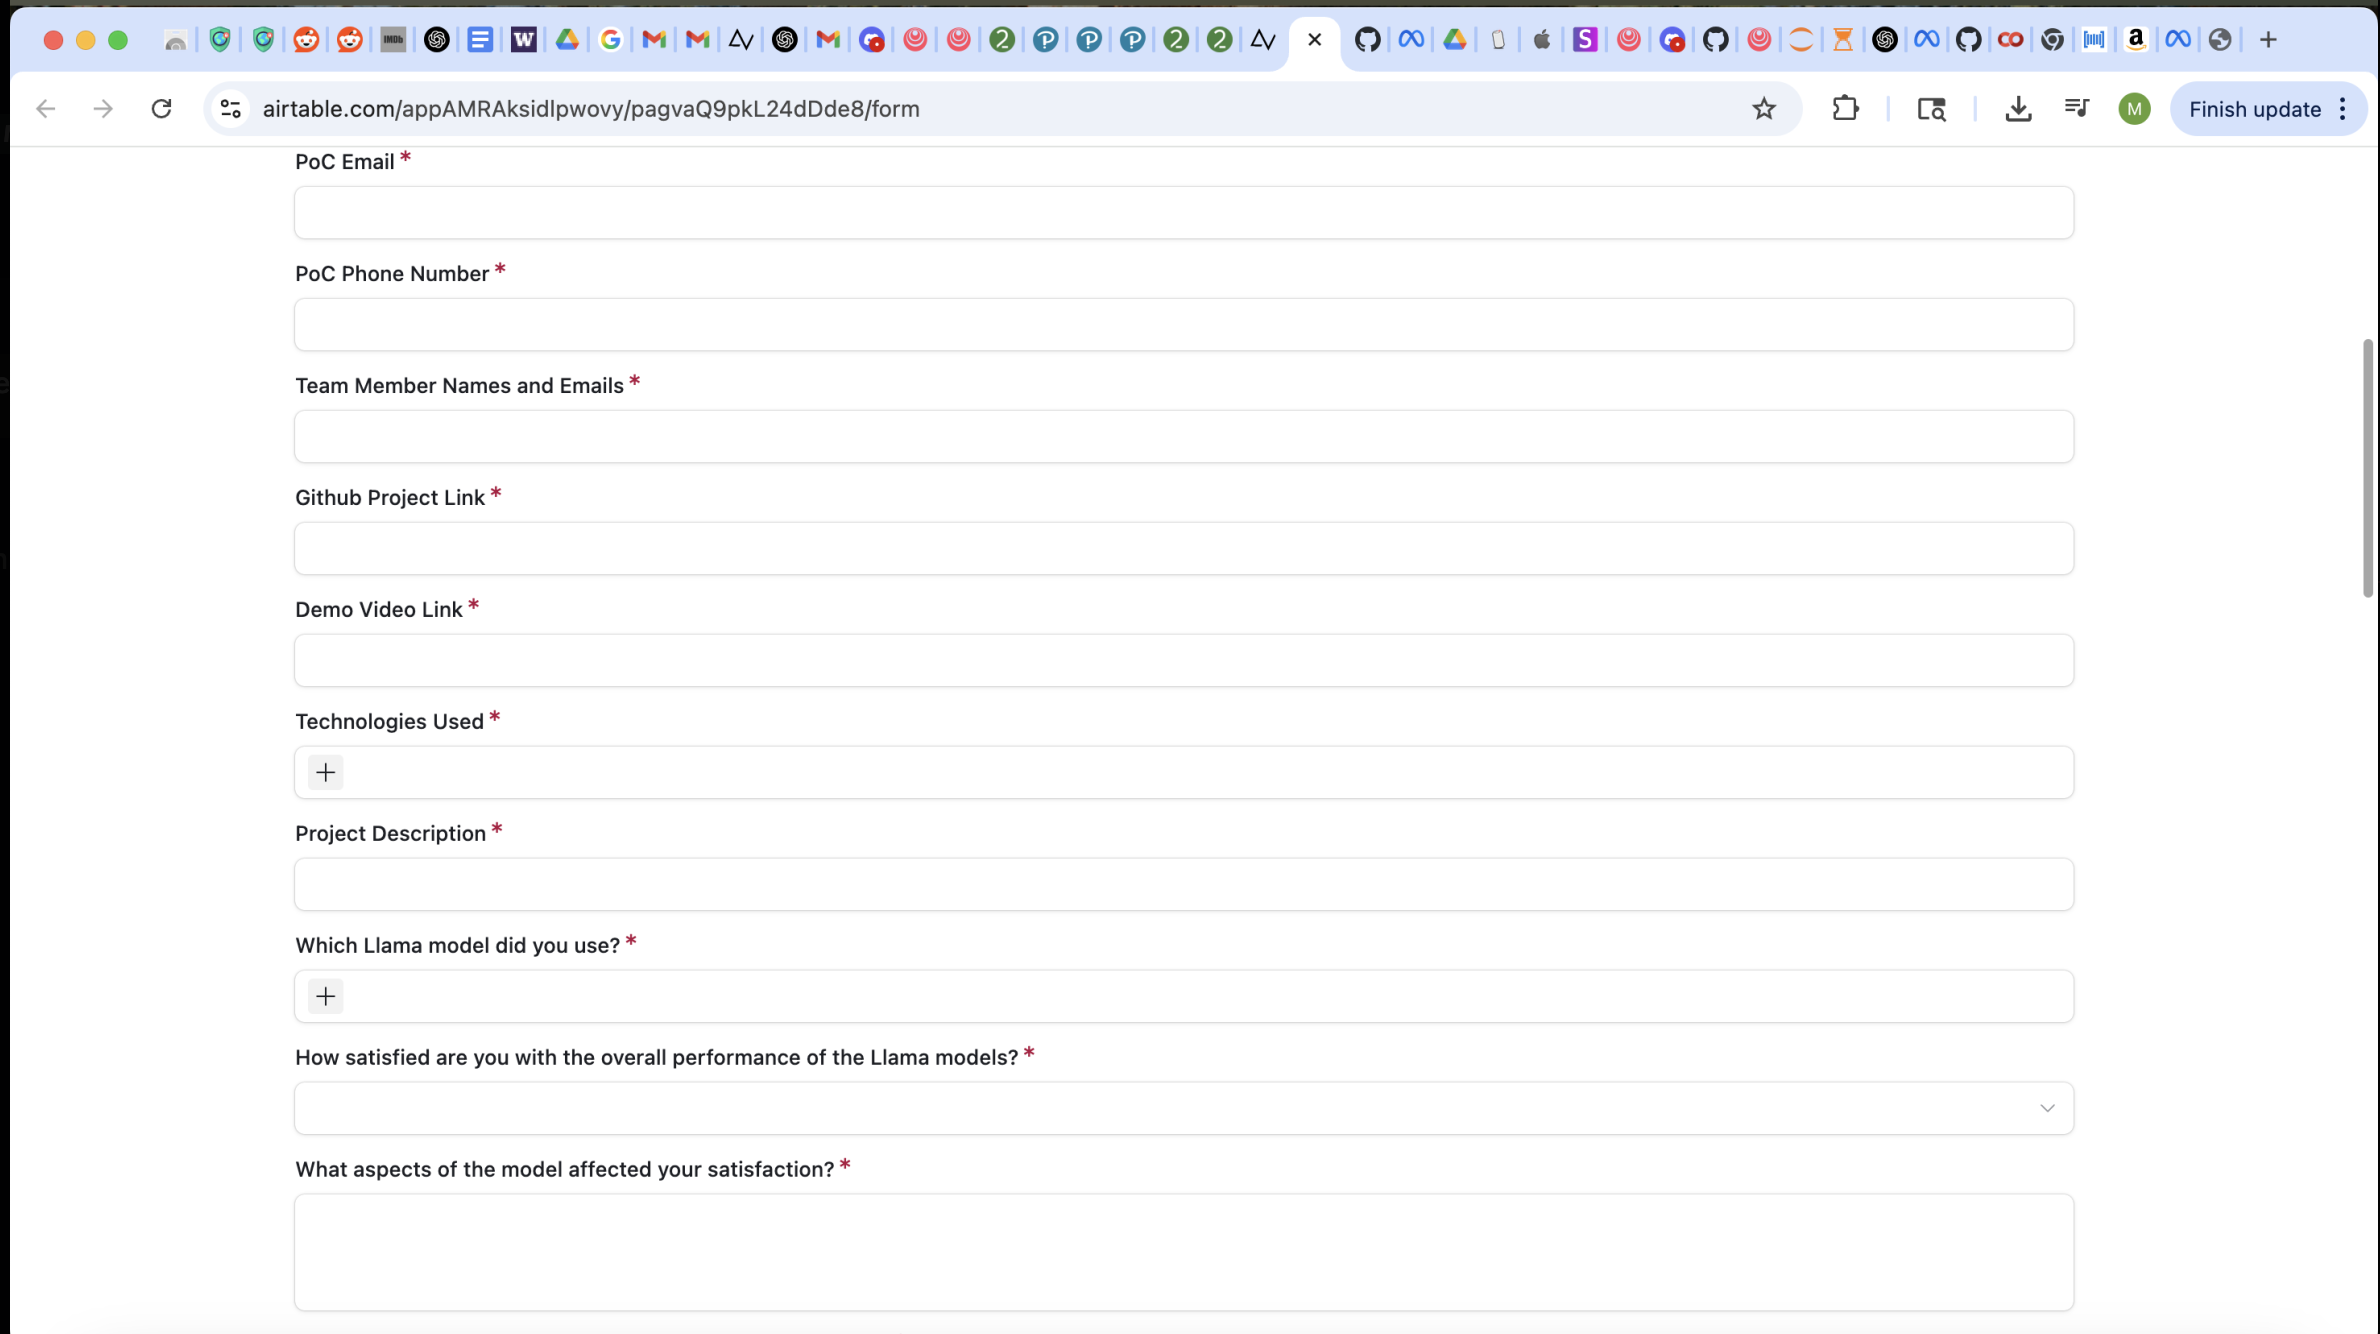 airtable.com/appAMRAksidlpwovy/pagvaQ9pkL24dDde8/form
M
Finish update
PoC Email *
PoC Phone Number *
Team Member Names and Emails *
Github Project Link *
Demo Video Link *
Technologies Used *
Project Description *
Which Llama model did you use? *
How satisfied are you with the overall performance of the Llama models? *
What aspects of the model affected your satisfaction? *